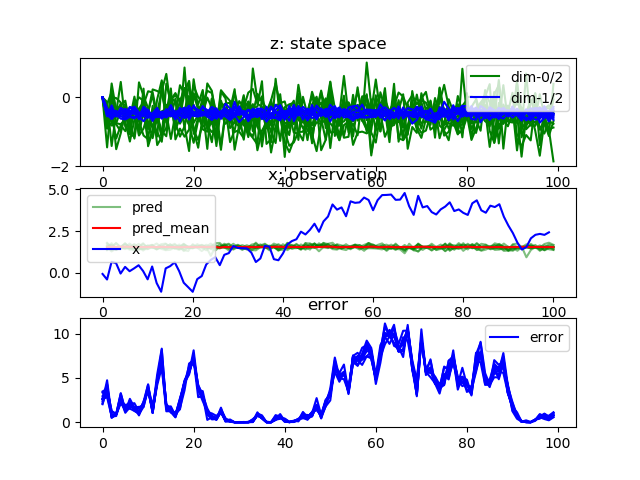 z: state space
0
−2
dim-0/2
dim-1/2
0 20 40 60 80 100
x: observation
5.0
2.5
0.0
pred
pred_mean
x
0 20 40 60 80 100
error
10
5
0
error
0 20 40 60 80 100